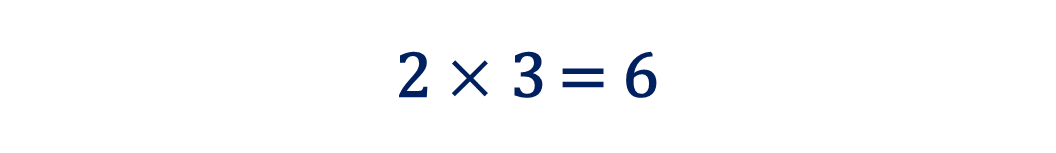 2 × 3 = 6